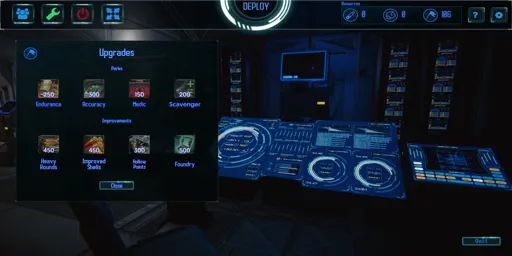 DEPLOY
Resources
0
0
106
?
Upgrades
Perks
250
500
150
200
Endurance
Accuracy
Medic
Scavenger
Improvements
450
450
300
500
Heavy Rounds
Improved Shells
Hollow Points
Foundry
Close
Quit